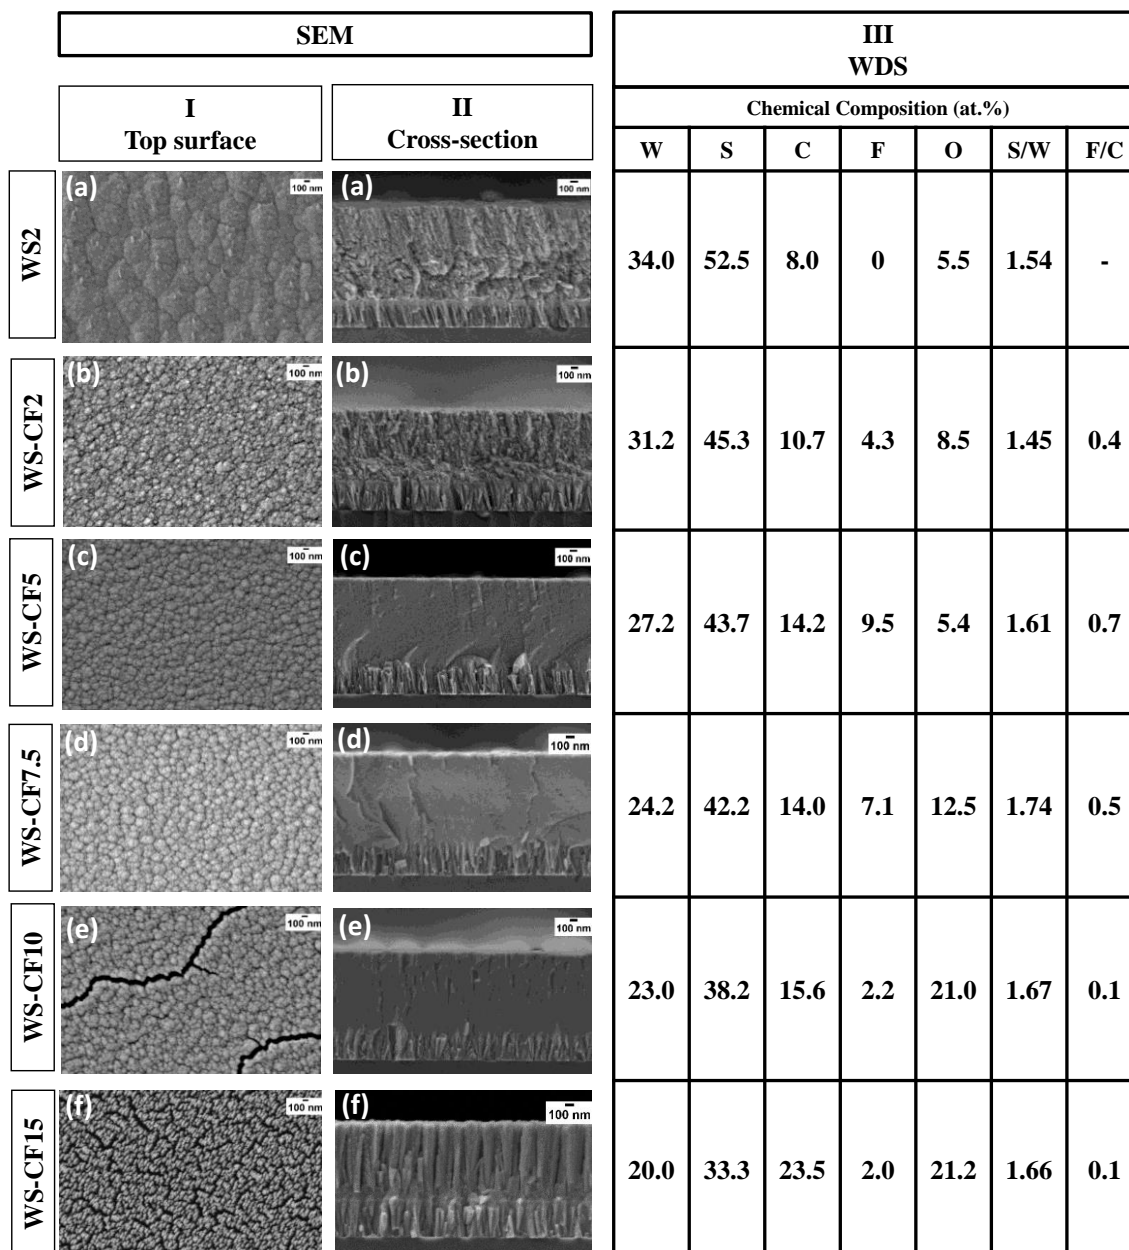 SEM
III
WDS
I
Top surface
II
Cross-section
Chemical Composition (at.%)
W S C F O S/W F/C
WS2
(a) 100 nm
(a) 100 nm
34.0 52.5 8.0 0 5.5 1.54 -
WS-CF2
(b) 100 nm
(b) 100 nm
31.2 45.3 10.7 4.3 8.5 1.45 0.4
WS-CF5
(c) 100 nm
(c) 100 nm
27.2 43.7 14.2 9.5 5.4 1.61 0.7
WS-CF7.5
(d) 100 nm
(d) 100 nm
24.2 42.2 14.0 7.1 12.5 1.74 0.5
WS-CF10
(e) 100 nm
(e) 100 nm
23.0 38.2 15.6 2.2 21.0 1.67 0.1
WS-CF15
(f) 100 nm
(f) 100 nm
20.0 33.3 23.5 2.0 21.2 1.66 0.1